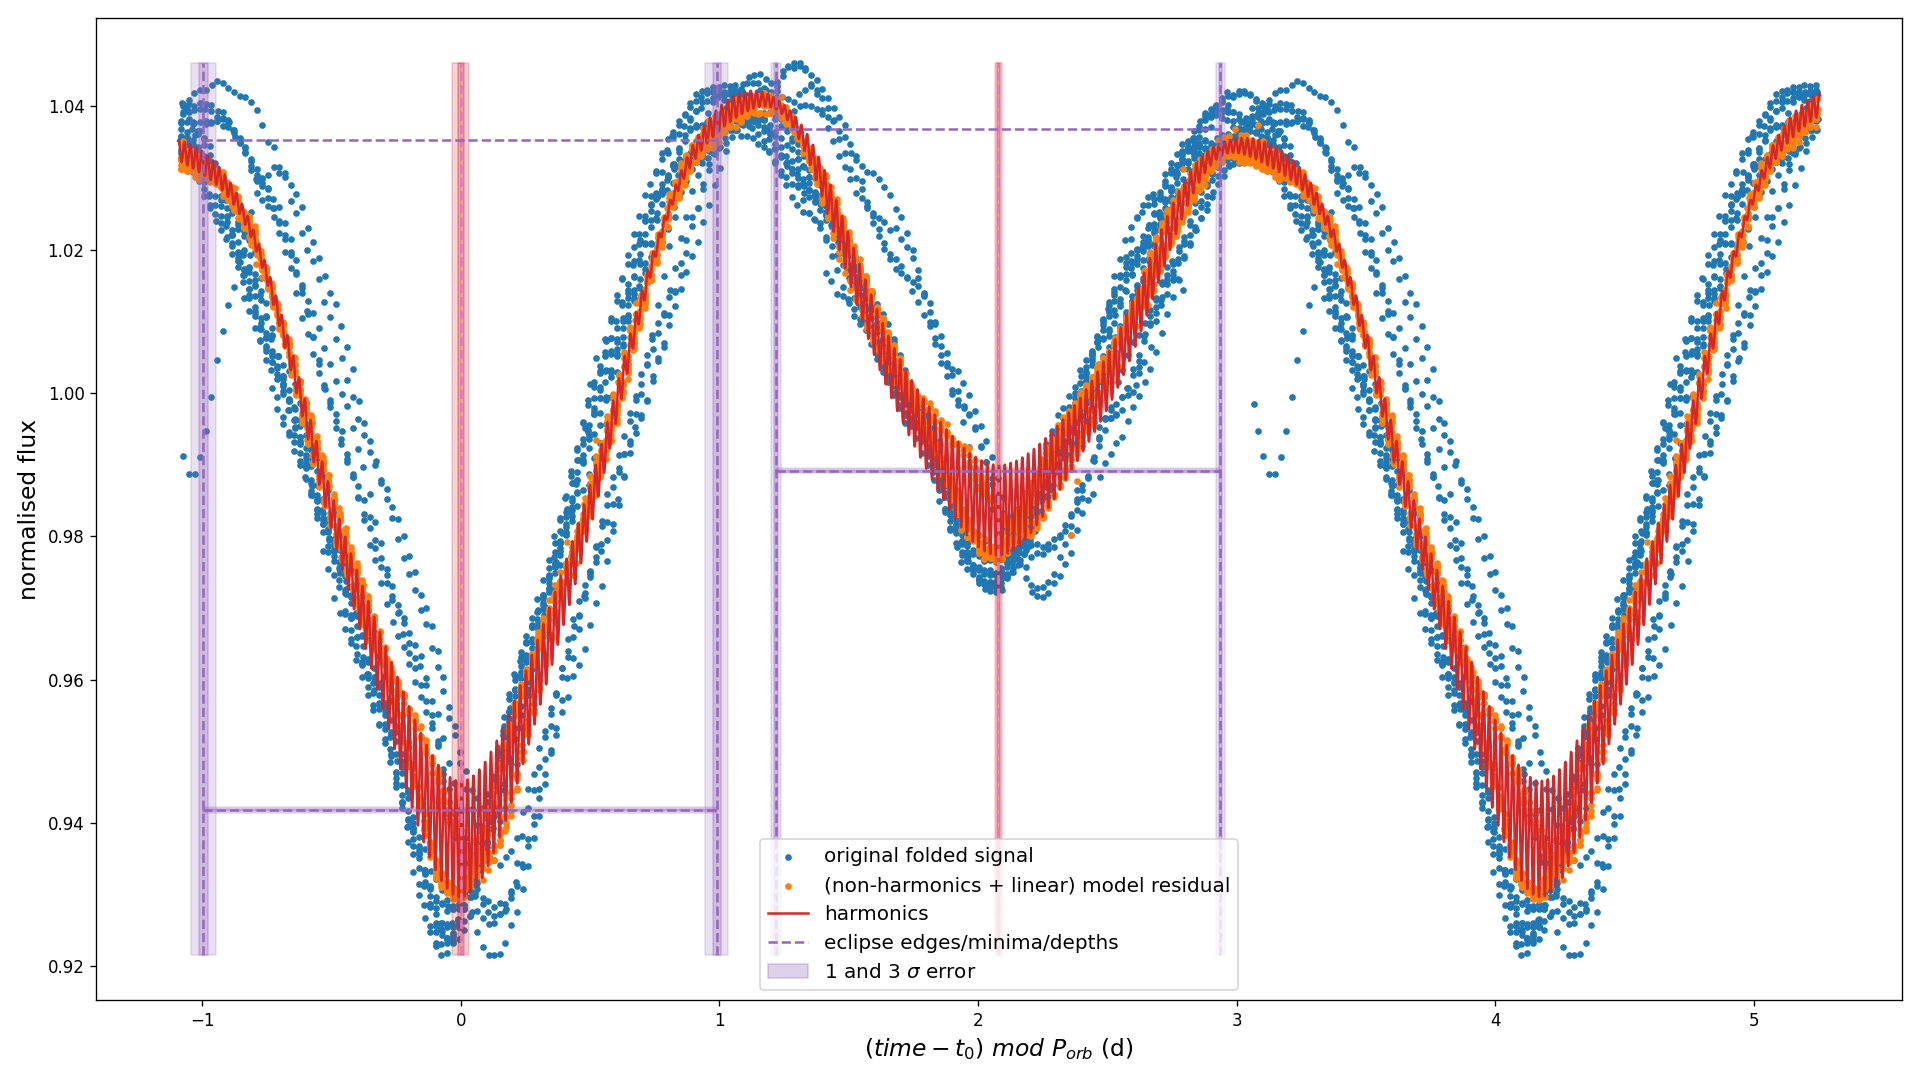 normalised flux
1.04
1.02
1.00
0.98
0.96
0.94
0.92
original folded signal
(non-harmonics + linear) model residual
harmonics
eclipse edges/minima/depths
1 and 3 σ error
−1 0 1 2 3 4 5
(time − t₀) mod P_orb (d)